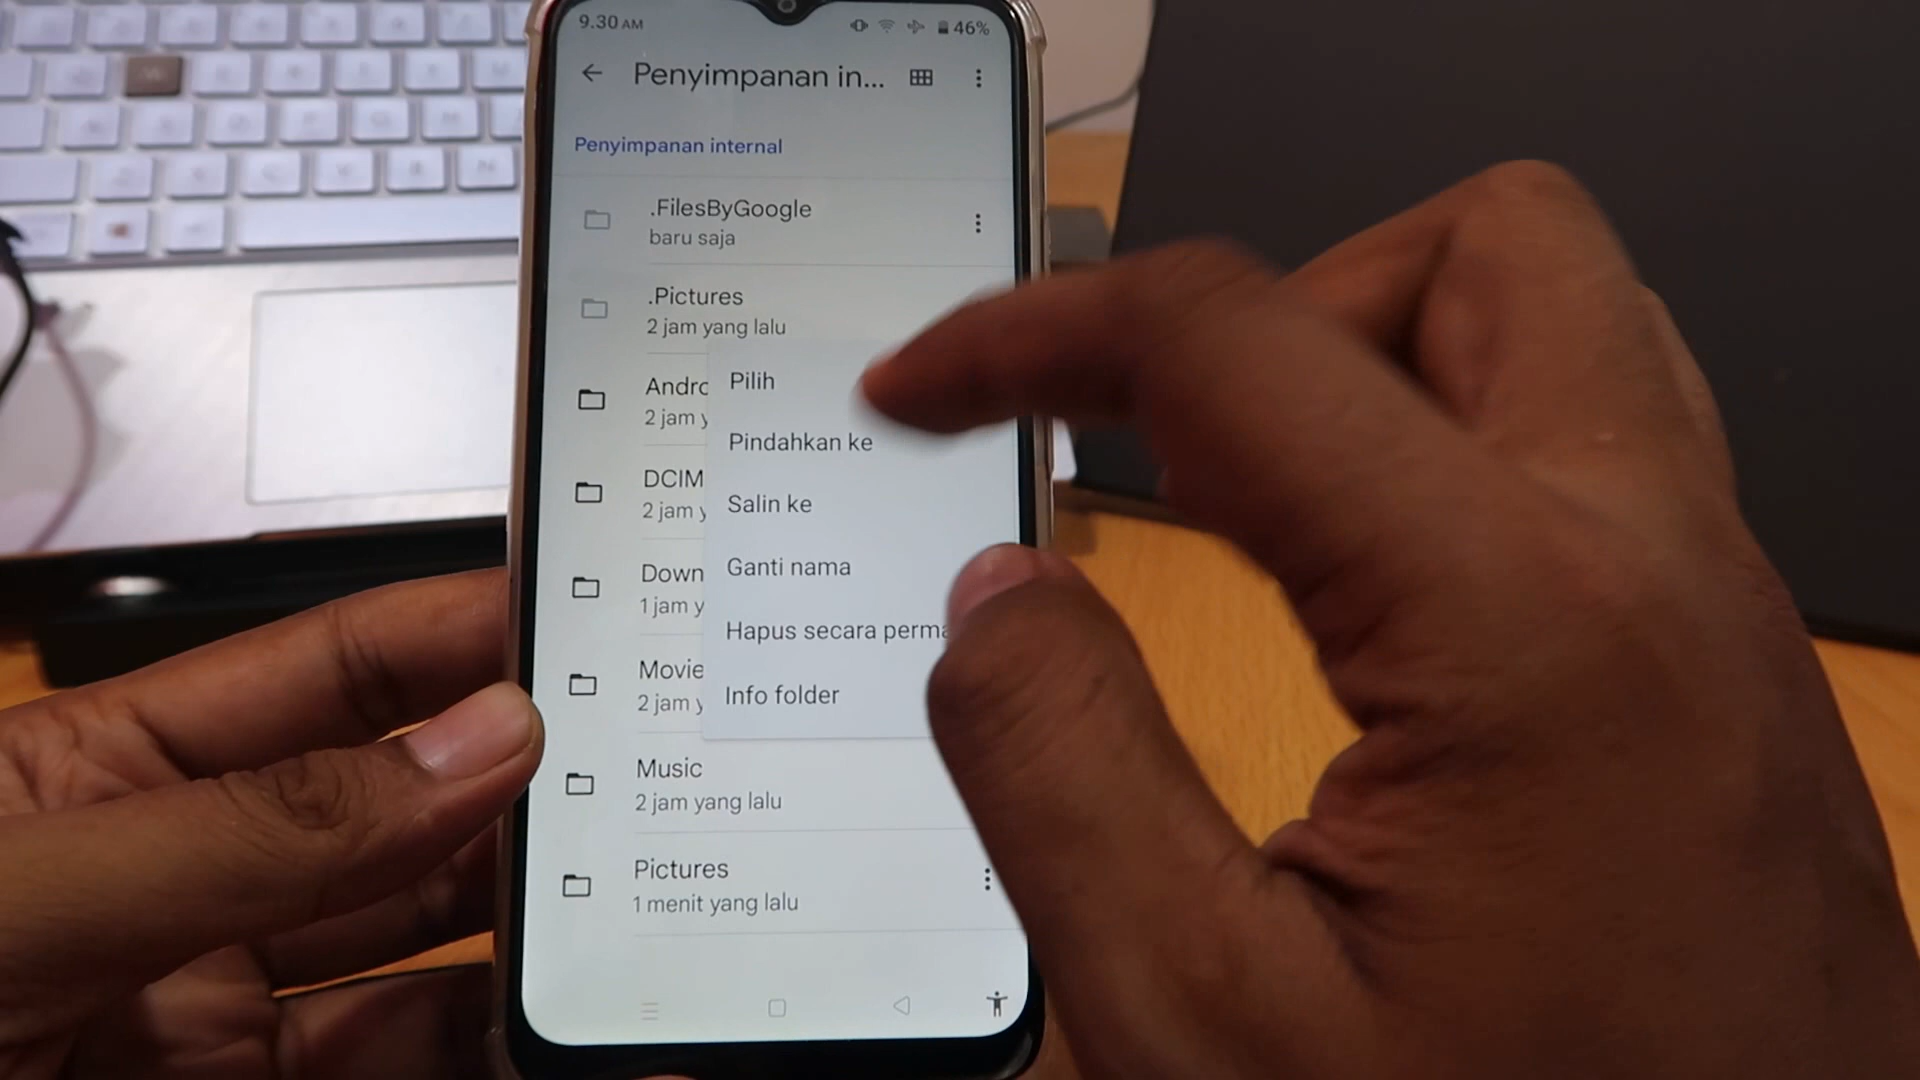 9.30 AM
46%
Penyimpanan in...
Penyimpanan internal
.FilesByGoogle
baru saja
.Pictures
2 jam yang lalu
Pilih
Andro
2 jam y
Pindahkan ke
DCIM
2 jam y
Salin ke
Down
1 jam y
Ganti nama
Hapus secara perma
Movie
2 jam y
Info folder
Music
2 jam yang lalu
Pictures
1 menit yang lalu